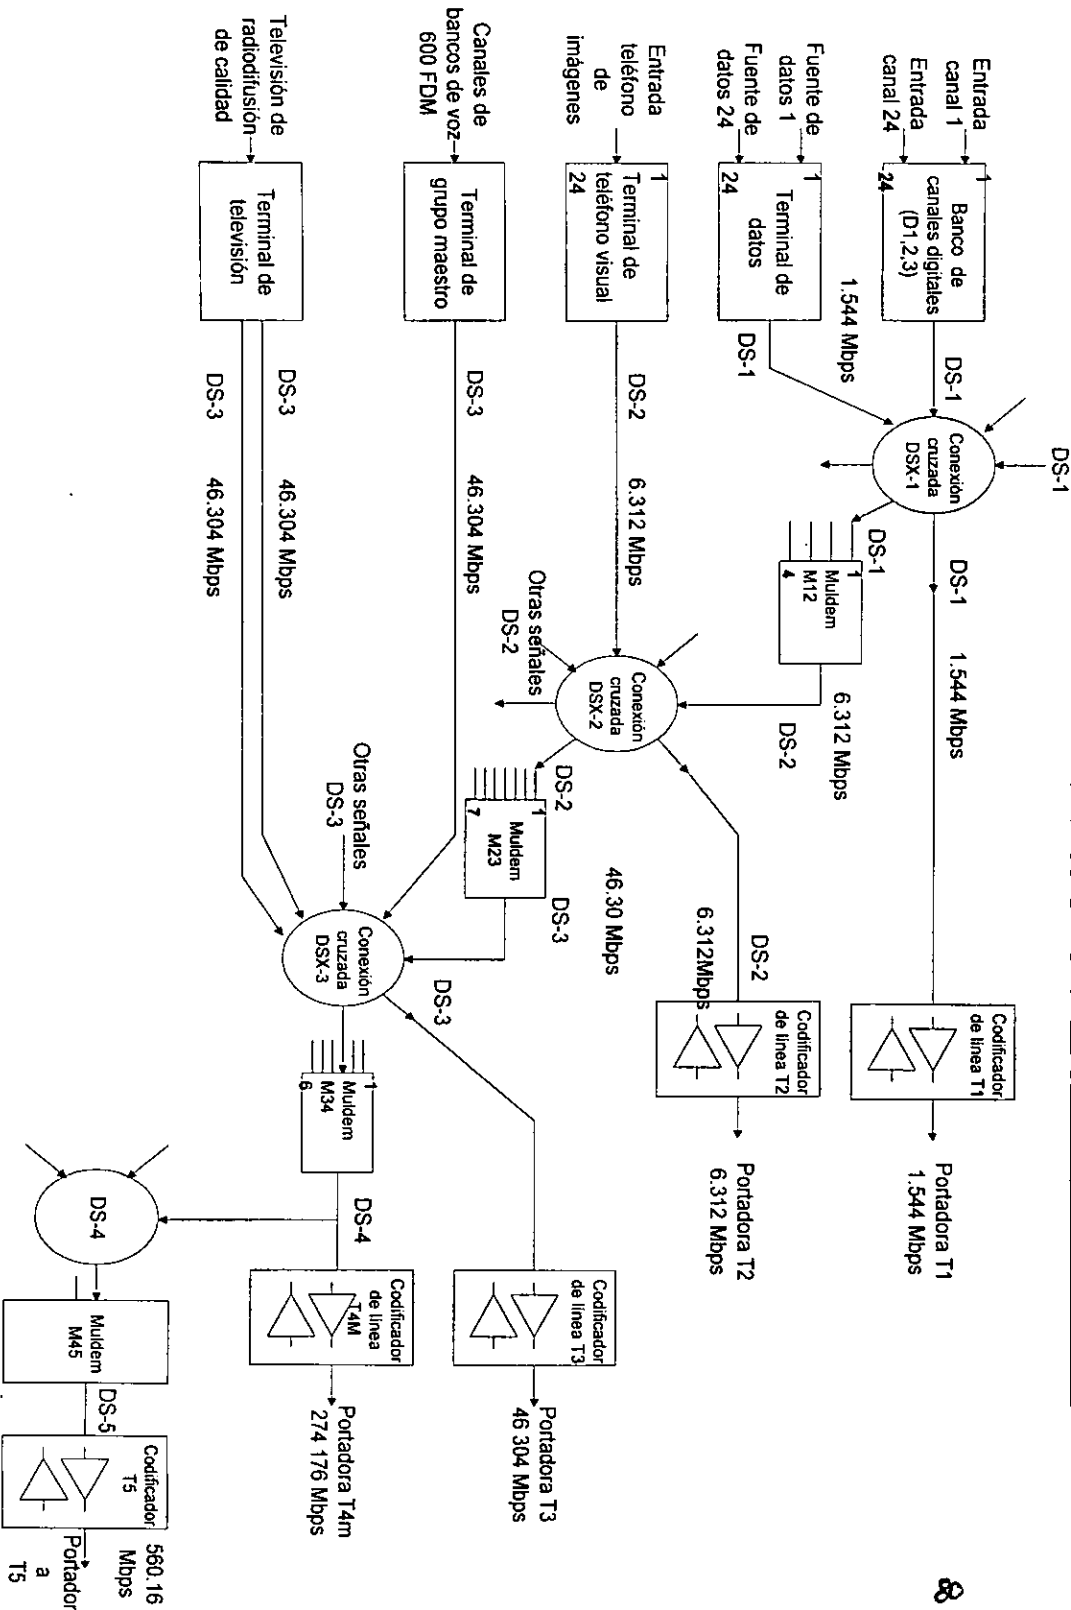 Entrada
canal 1
Entrada
canal 24
1
Banco de
canales digitales
(D1,2,3)
24
DS-1
DS-1
Conexión
cruzada
DSX-1
DS-1
1.544 Mbps
Codificador
de línea T1
Portadora T1
1.544 Mbps
Fuente de
datos 1
Fuente de
datos 24
1
Terminal de
datos
24
1.544 Mbps
DS-1
DS-1
1
Muldem
M12
4
6.312 Mbps
DS-2
Entrada
teléfono
de
imágenes
1
Terminal de
teléfono visual
24
DS-2
6.312 Mbps
Conexión
cruzada
DSX-2
Otras señales
DS-2
DS-2
6.312Mbps
Codificador
de línea T2
Portadora T2
6.312 Mbps
DS-2
1
Muldem
M23
7
46.30 Mbps
DS-3
Canales de
bancos de voz
600 FDM
Terminal de
grupo maestro
DS-3
46.304 Mbps
Otras señales
DS-3
Conexión
cruzada
DSX-3
DS-3
Codificador
de línea T3
Portadora T3
46 304 Mbps
Televisión de
radiodifusión
de calidad
Terminal de
televisión
DS-3
46.304 Mbps
DS-3
46.304 Mbps
1
Muldem
M34
6
DS-4
Codificador
de línea
T4M
Portadora T4m
274 176 Mbps
DS-4
Muldem
M45
DS-5
Codificador
T5
560.16
Mbps
Portador
a
T5
88